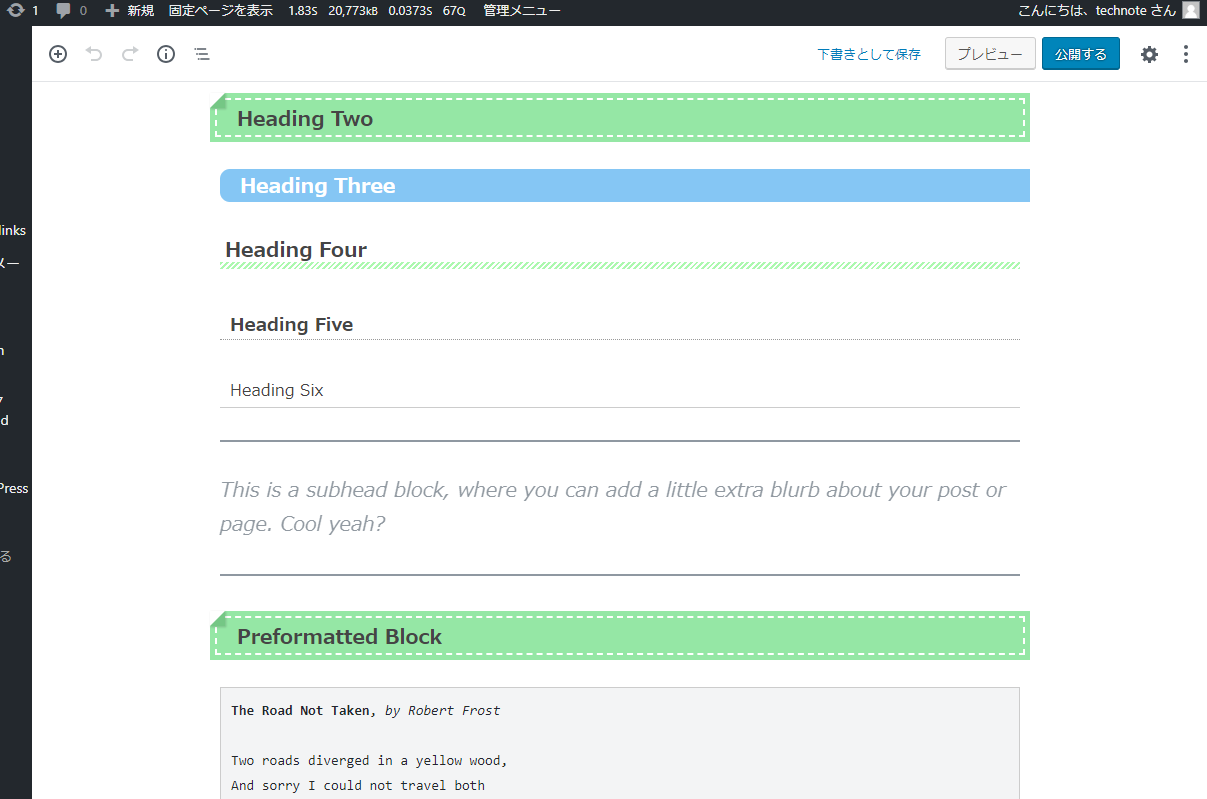 1 0 新規 固定ページを表示 1.83S 20,773KB 0.0373S 67Q 管理メニュー こんにちは、technote さん
下書きとして保存 プレビュー 公開する
Heading Two
Heading Three
links
Heading Four
メー
Heading Five
n
Heading Six
d
Press
This is a subhead block, where you can add a little extra blurb about your post or
page. Cool yeah?
る
Preformatted Block
The Road Not Taken, by Robert Frost
Two roads diverged in a yellow wood,
And sorry I could not travel both